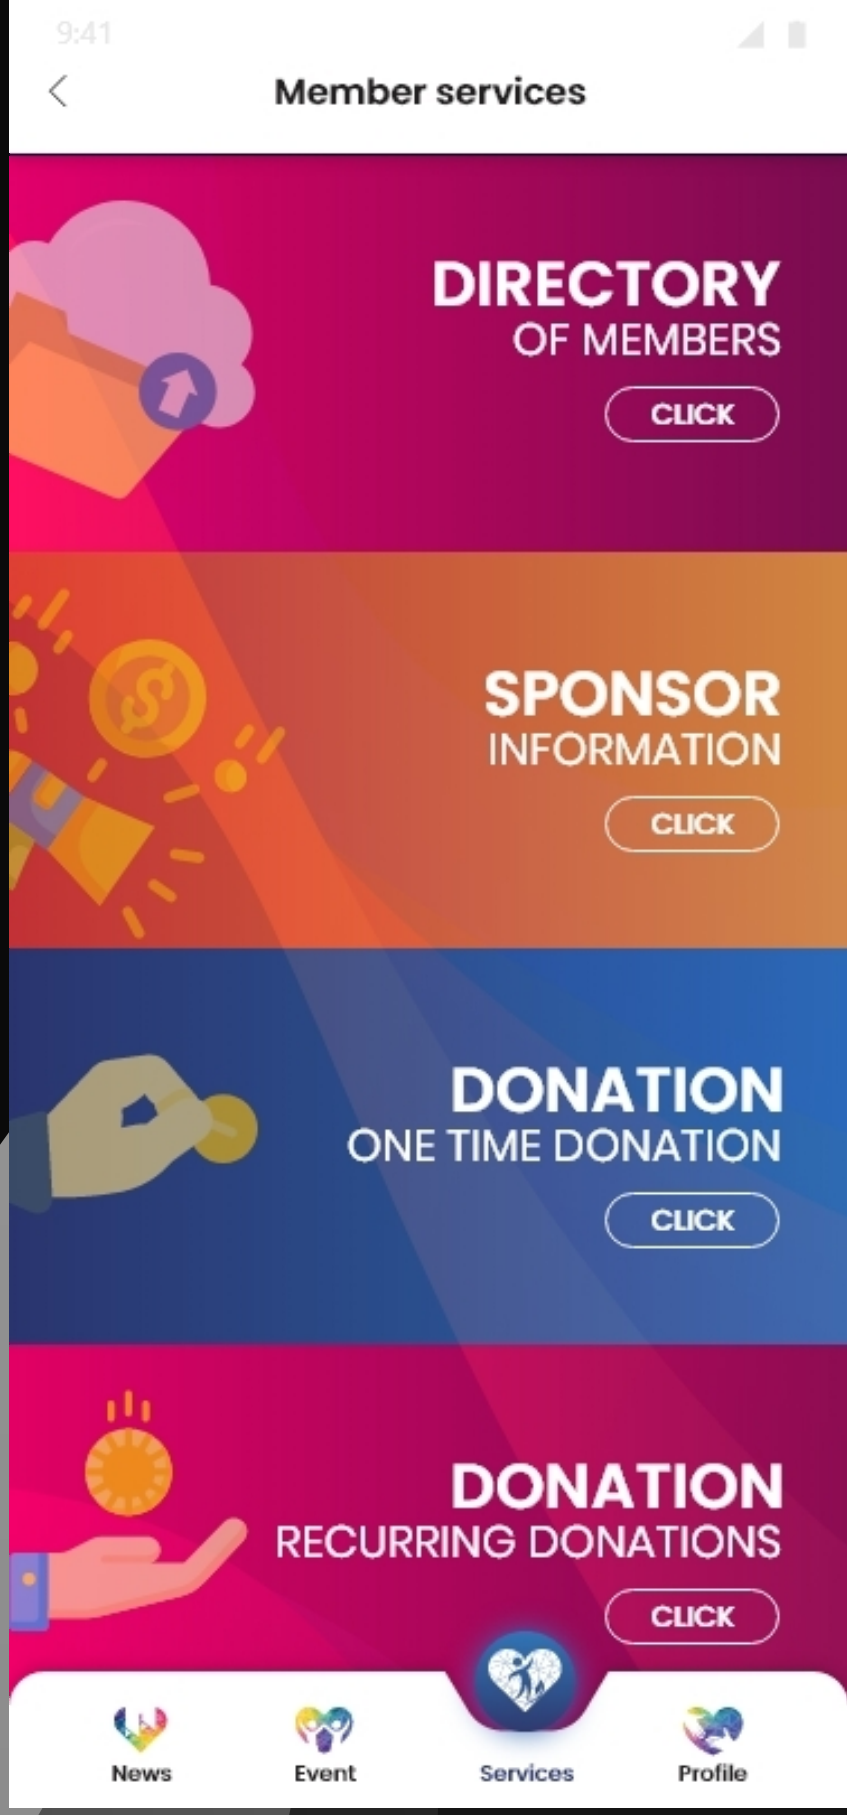 9:41
Member services
DIRECTORY
OF MEMBERS
CLICK
SPONSOR
INFORMATION
CLICK
DONATION
ONE TIME DONATION
CLICK
DONATION
RECURRING DONATIONS
CLICK
News
Event
Services
Profile